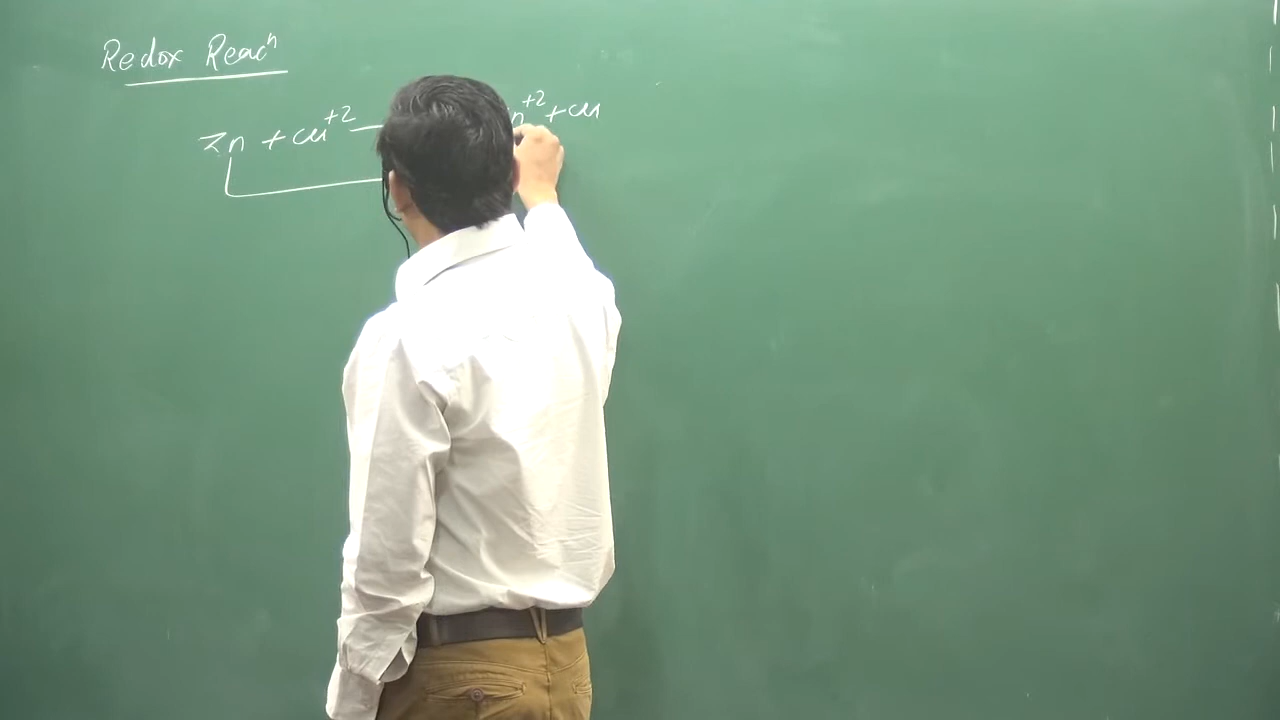 Redox Reacⁿ
Zn + cu⁺² — n⁺² + cu